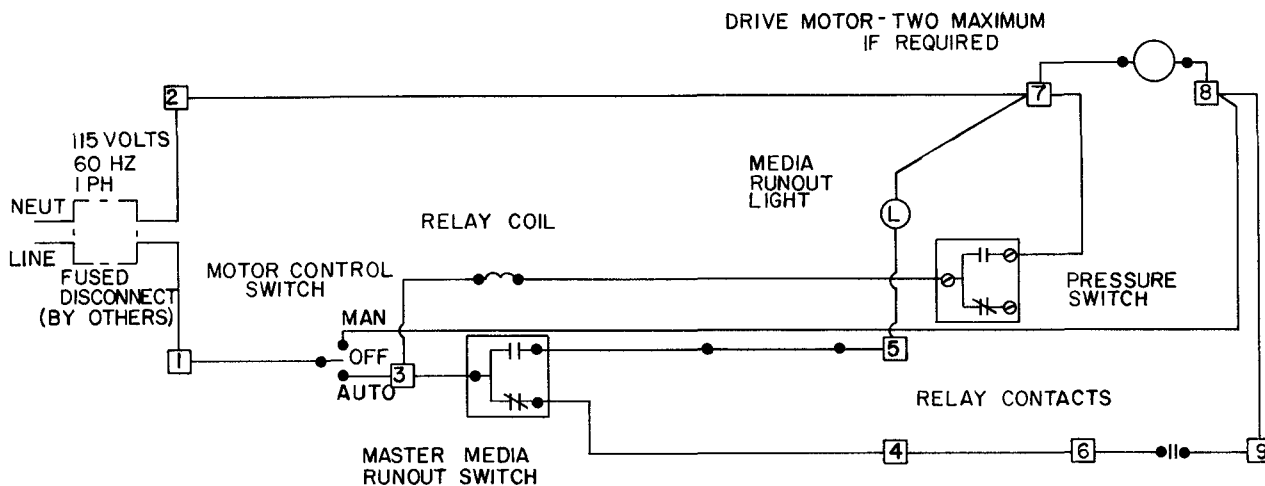 DRIVE MOTOR - TWO MAXIMUM
IF REQUIRED
2
7
8
115 VOLTS
60 HZ
1 PH
MEDIA
RUNOUT
LIGHT
NEUT
L
RELAY COIL
LINE
FUSED
DISCONNECT
(BY OTHERS)
MOTOR CONTROL
SWITCH
PRESSURE
SWITCH
MAN
OFF
AUTO
1
3
5
RELAY CONTACTS
MASTER MEDIA
RUNOUT SWITCH
4
6
9